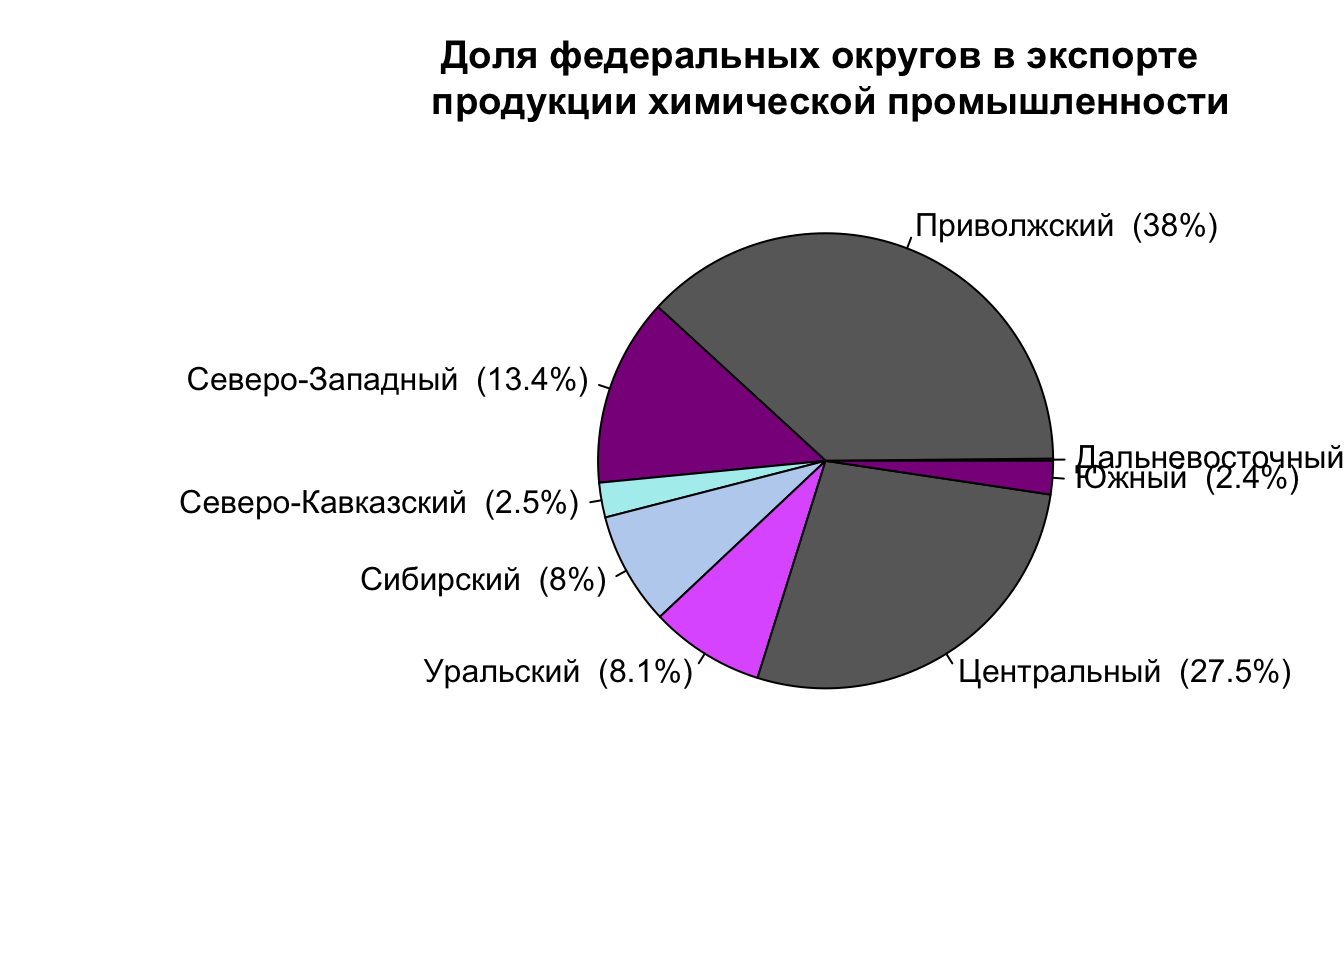 Доля федеральных округов в экспорте
продукции химической промышленности
Приволжский (38%)
Северо-Западный (13.4%)
Дальневосточный
Южный (2.4%)
Северо-Кавказский (2.5%)
Сибирский (8%)
Уральский (8.1%)
Центральный (27.5%)